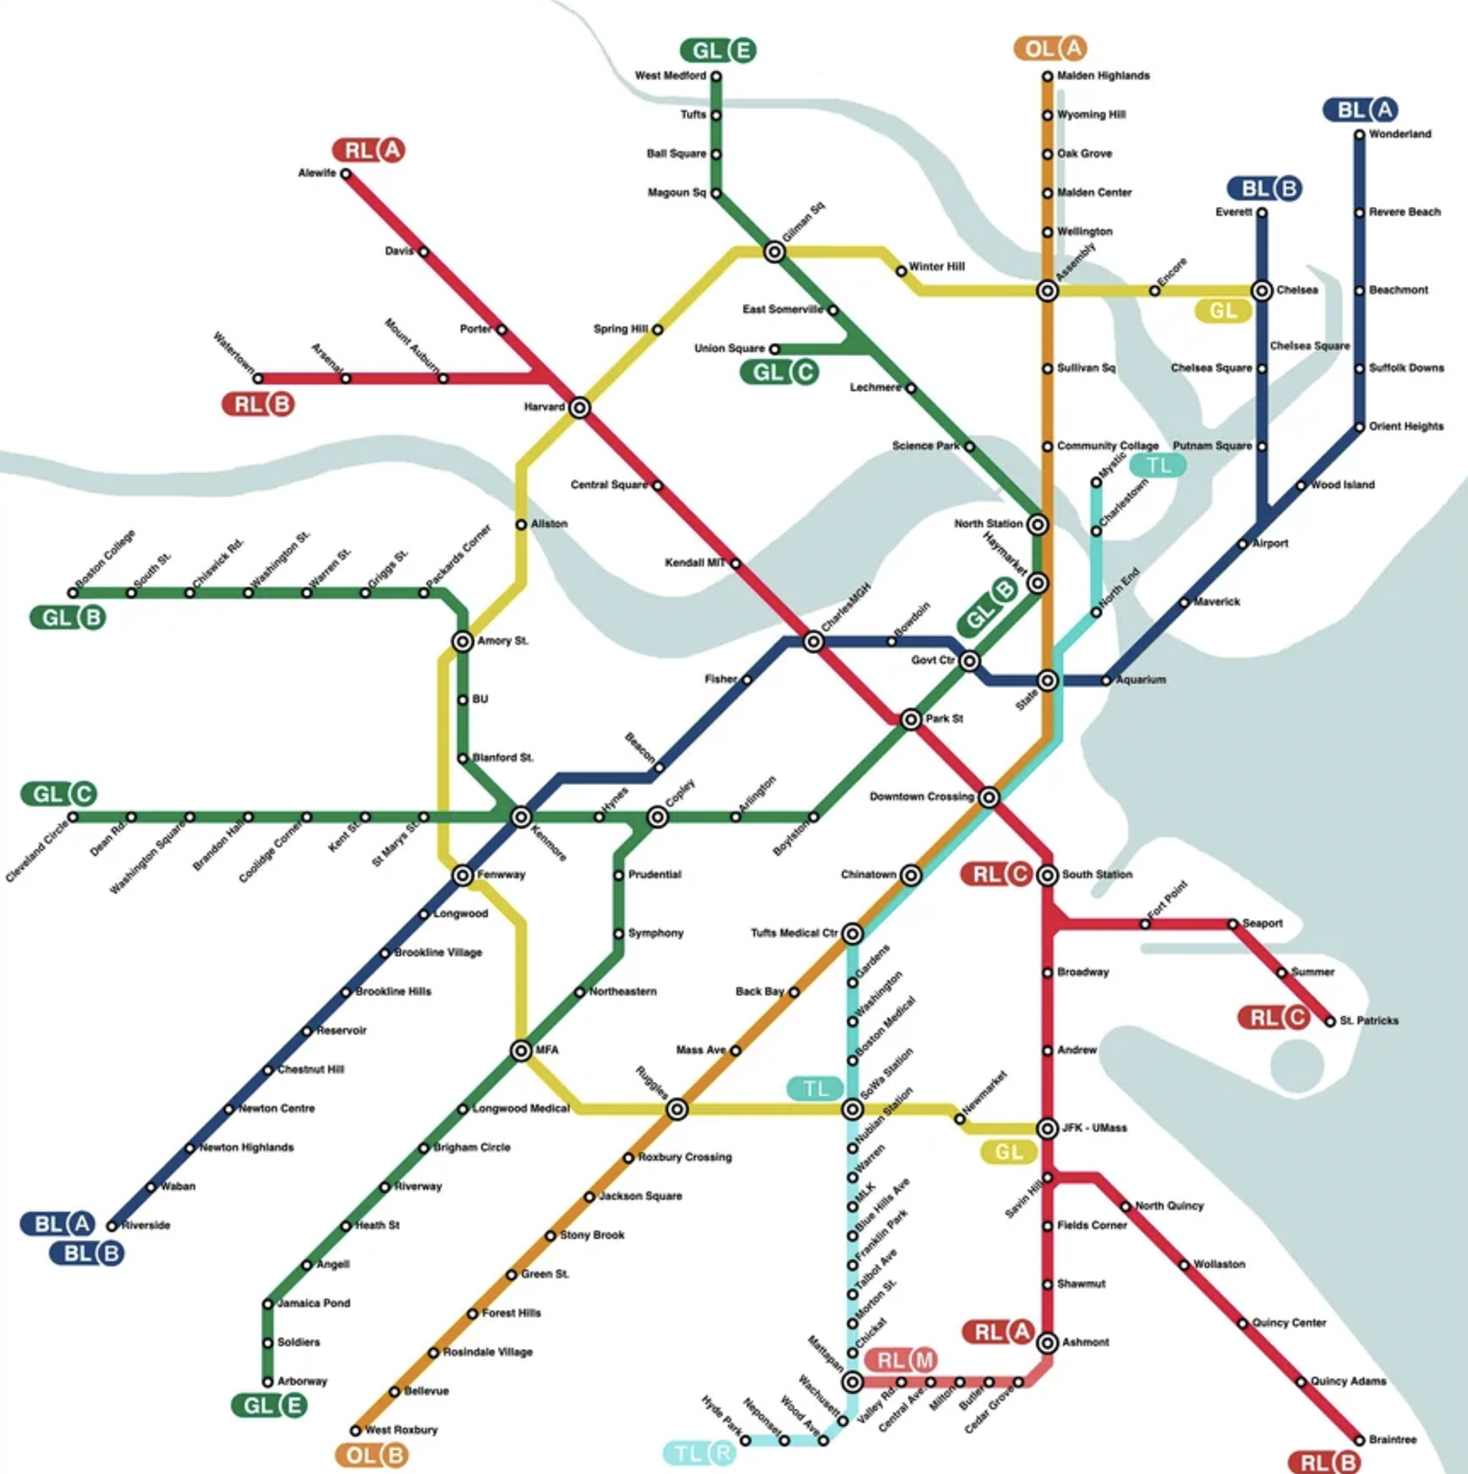 GL E
OL A
West Medford
Malden Highlands
BL A
Tufts
Wyoming Hill
Wonderland
RL A
Ball Square
Oak Grove
Alewife
Magoun Sq
Malden Center
BL B
Everett
Revere Beach
Gilman Sq
Wellington
Davis
Assembly
Winter Hill
Encore
Chelsea
Beachmont
East Somerville
GL
Porter
Spring Hill
Union Square
Chelsea Square
Watertown
Arsenal
Mount Auburn
GL C
Sullivan Sq
Chelsea Square
Suffolk Downs
RL B
Lechmere
Harvard
Orient Heights
Science Park
Community Collage
Putnam Square
Mystic
TL
Central Square
Wood Island
Charlestown
Allston
North Station
Airport
Boston College
South St.
Chiswick Rd.
Washington St.
Warren St.
Griggs St.
Packards Corner
Kendall MIT
Haymarket
GL B
GL B
North End
Maverick
CharlesMGH
Bowdoin
Amory St.
Govt Ctr
Fisher
State
Aquarium
BU
Park St
Beacon
Blanford St.
GL C
Hynes
Copley
Arlington
Downtown Crossing
Cleveland Circle
Dean Rd.
Washington Square
Brandon Hall
Coolidge Corner
Kent St.
St Marys St.
Kenmore
Boylston
Fenwway
Prudential
Chinatown
RL C
South Station
Longwood
Fort Point
Seaport
Symphony
Tufts Medical Ctr
Brookline Village
Gardens
Broadway
Summer
Brookline Hills
Northeastern
Back Bay
Washington
RL C
St. Patricks
Reservoir
MFA
Mass Ave
Boston Medical
Andrew
Chestnut Hill
Ruggles
TL
SoWa Station
Newton Centre
Longwood Medical
Newmarket
JFK - UMass
Newton Highlands
Brigham Circle
Roxbury Crossing
Nubian Station
GL
Waban
Riverway
Jackson Square
Warren
Savin Hill
North Quincy
BL A
Riverside
Heath St
Stony Brook
MLK
Blue Hills Ave
Fields Corner
BL B
Angell
Green St.
Franklin Park
Talbot Ave
Shawmut
Wollaston
Jamaica Pond
Forest Hills
Morton St.
Quincy Center
Soldiers
Rosindale Village
Chickat
RL A
Ashmont
Mattapan
RL M
Arborway
Bellevue
Quincy Adams
GL E
Wachusett
Valley Rd.
Central Ave.
Milton
Butler
Cedar Grove
West Roxbury
Hyde Park
Neponset
Wood Ave
OL B
TL R
Braintree
RL B